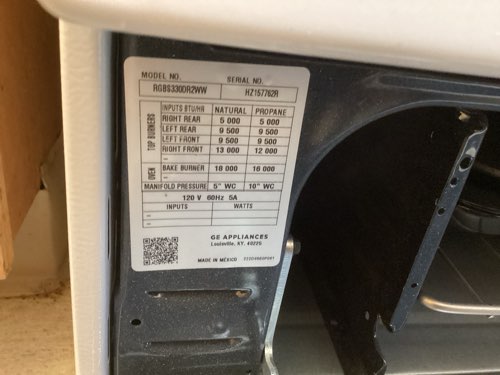 MODEL NO. SERIAL NO.
RGBS330DR2WW HZ157762R
TOP BURNERS
INPUTS BTU/HR NATURAL PROPANE
RIGHT REAR 5 000 5 000
LEFT REAR 9 500 9 500
LEFT FRONT 9 500 9 500
RIGHT FRONT 13 000 12 000
OVEN
BAKE BURNER 16 000 16 000
MANIFOLD PRESSURE 5" WC 10" WC
120 V 60Hz 5A
INPUTS WATTS
GE APPLIANCES
Louisville, KY. 40225
MADE IN MÉXICO